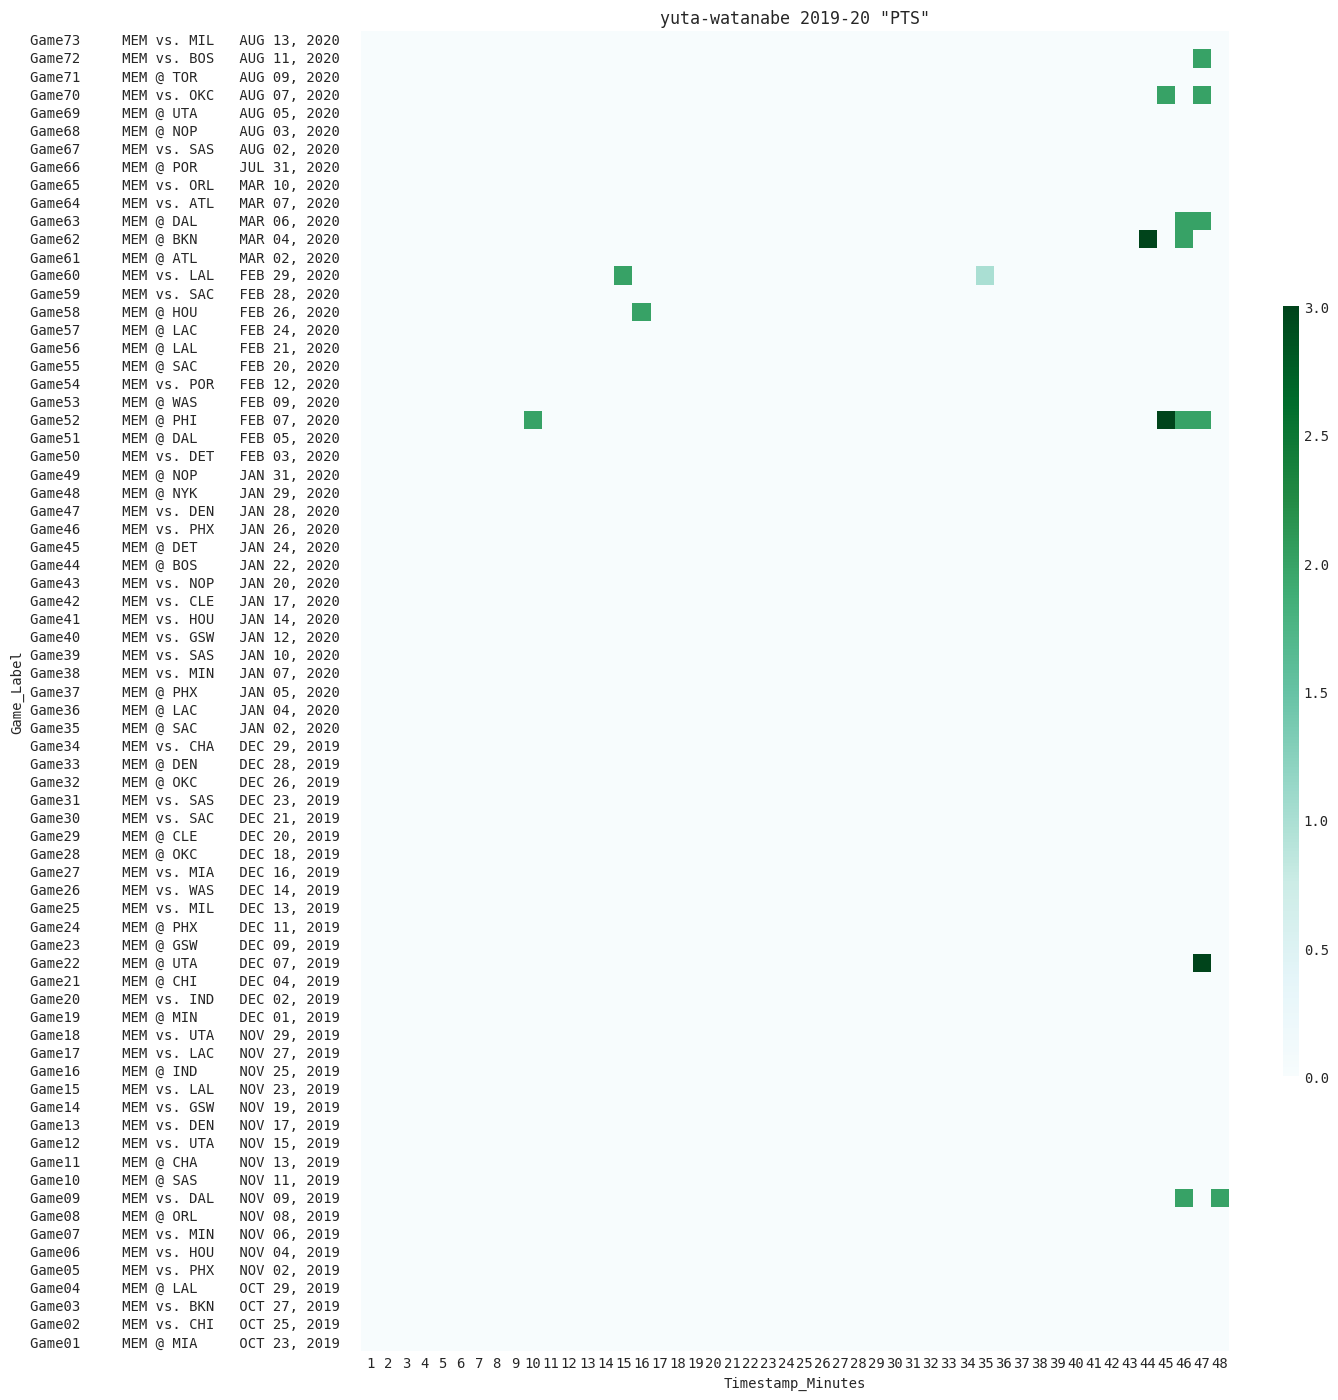 yuta-watanabe 2019-20 "PTS"
Game73 MEM vs. MIL AUG 13, 2020
Game72 MEM vs. BOS AUG 11, 2020
Game71 MEM @ TOR AUG 09, 2020
Game70 MEM vs. OKC AUG 07, 2020
Game69 MEM @ UTA AUG 05, 2020
Game68 MEM @ NOP AUG 03, 2020
Game67 MEM vs. SAS AUG 02, 2020
Game66 MEM @ POR JUL 31, 2020
Game65 MEM vs. ORL MAR 10, 2020
Game64 MEM vs. ATL MAR 07, 2020
Game63 MEM @ DAL MAR 06, 2020
Game62 MEM @ BKN MAR 04, 2020
Game61 MEM @ ATL MAR 02, 2020
Game60 MEM vs. LAL FEB 29, 2020
Game59 MEM vs. SAC FEB 28, 2020
Game58 MEM @ HOU FEB 26, 2020
Game57 MEM @ LAC FEB 24, 2020
Game56 MEM @ LAL FEB 21, 2020
Game55 MEM @ SAC FEB 20, 2020
Game54 MEM vs. POR FEB 12, 2020
Game53 MEM @ WAS FEB 09, 2020
Game52 MEM @ PHI FEB 07, 2020
Game51 MEM @ DAL FEB 05, 2020
Game50 MEM vs. DET FEB 03, 2020
Game49 MEM @ NOP JAN 31, 2020
Game48 MEM @ NYK JAN 29, 2020
Game47 MEM vs. DEN JAN 28, 2020
Game46 MEM vs. PHX JAN 26, 2020
Game45 MEM @ DET JAN 24, 2020
Game44 MEM @ BOS JAN 22, 2020
Game43 MEM vs. NOP JAN 20, 2020
Game42 MEM vs. CLE JAN 17, 2020
Game41 MEM vs. HOU JAN 14, 2020
Game40 MEM vs. GSW JAN 12, 2020
Game39 MEM vs. SAS JAN 10, 2020
Game38 MEM vs. MIN JAN 07, 2020
Game37 MEM @ PHX JAN 05, 2020
Game36 MEM @ LAC JAN 04, 2020
Game35 MEM @ SAC JAN 02, 2020
Game34 MEM vs. CHA DEC 29, 2019
Game33 MEM @ DEN DEC 28, 2019
Game32 MEM @ OKC DEC 26, 2019
Game31 MEM vs. SAS DEC 23, 2019
Game30 MEM vs. SAC DEC 21, 2019
Game29 MEM @ CLE DEC 20, 2019
Game28 MEM @ OKC DEC 18, 2019
Game27 MEM vs. MIA DEC 16, 2019
Game26 MEM vs. WAS DEC 14, 2019
Game25 MEM vs. MIL DEC 13, 2019
Game24 MEM @ PHX DEC 11, 2019
Game23 MEM @ GSW DEC 09, 2019
Game22 MEM @ UTA DEC 07, 2019
Game21 MEM @ CHI DEC 04, 2019
Game20 MEM vs. IND DEC 02, 2019
Game19 MEM @ MIN DEC 01, 2019
Game18 MEM vs. UTA NOV 29, 2019
Game17 MEM vs. LAC NOV 27, 2019
Game16 MEM @ IND NOV 25, 2019
Game15 MEM vs. LAL NOV 23, 2019
Game14 MEM vs. GSW NOV 19, 2019
Game13 MEM vs. DEN NOV 17, 2019
Game12 MEM vs. UTA NOV 15, 2019
Game11 MEM @ CHA NOV 13, 2019
Game10 MEM @ SAS NOV 11, 2019
Game09 MEM vs. DAL NOV 09, 2019
Game08 MEM @ ORL NOV 08, 2019
Game07 MEM vs. MIN NOV 06, 2019
Game06 MEM vs. HOU NOV 04, 2019
Game05 MEM vs. PHX NOV 02, 2019
Game04 MEM @ LAL OCT 29, 2019
Game03 MEM vs. BKN OCT 27, 2019
Game02 MEM vs. CHI OCT 25, 2019
Game01 MEM @ MIA OCT 23, 2019
Game_Label
1 2 3 4 5 6 7 8 9 10 11 12 13 14 15 16 17 18 19 20 21 22 23 24 25 26 27 28 29 30 31 32 33 34 35 36 37 38 39 40 41 42 43 44 45 46 47 48
Timestamp_Minutes
3.0
2.5
2.0
1.5
1.0
0.5
0.0